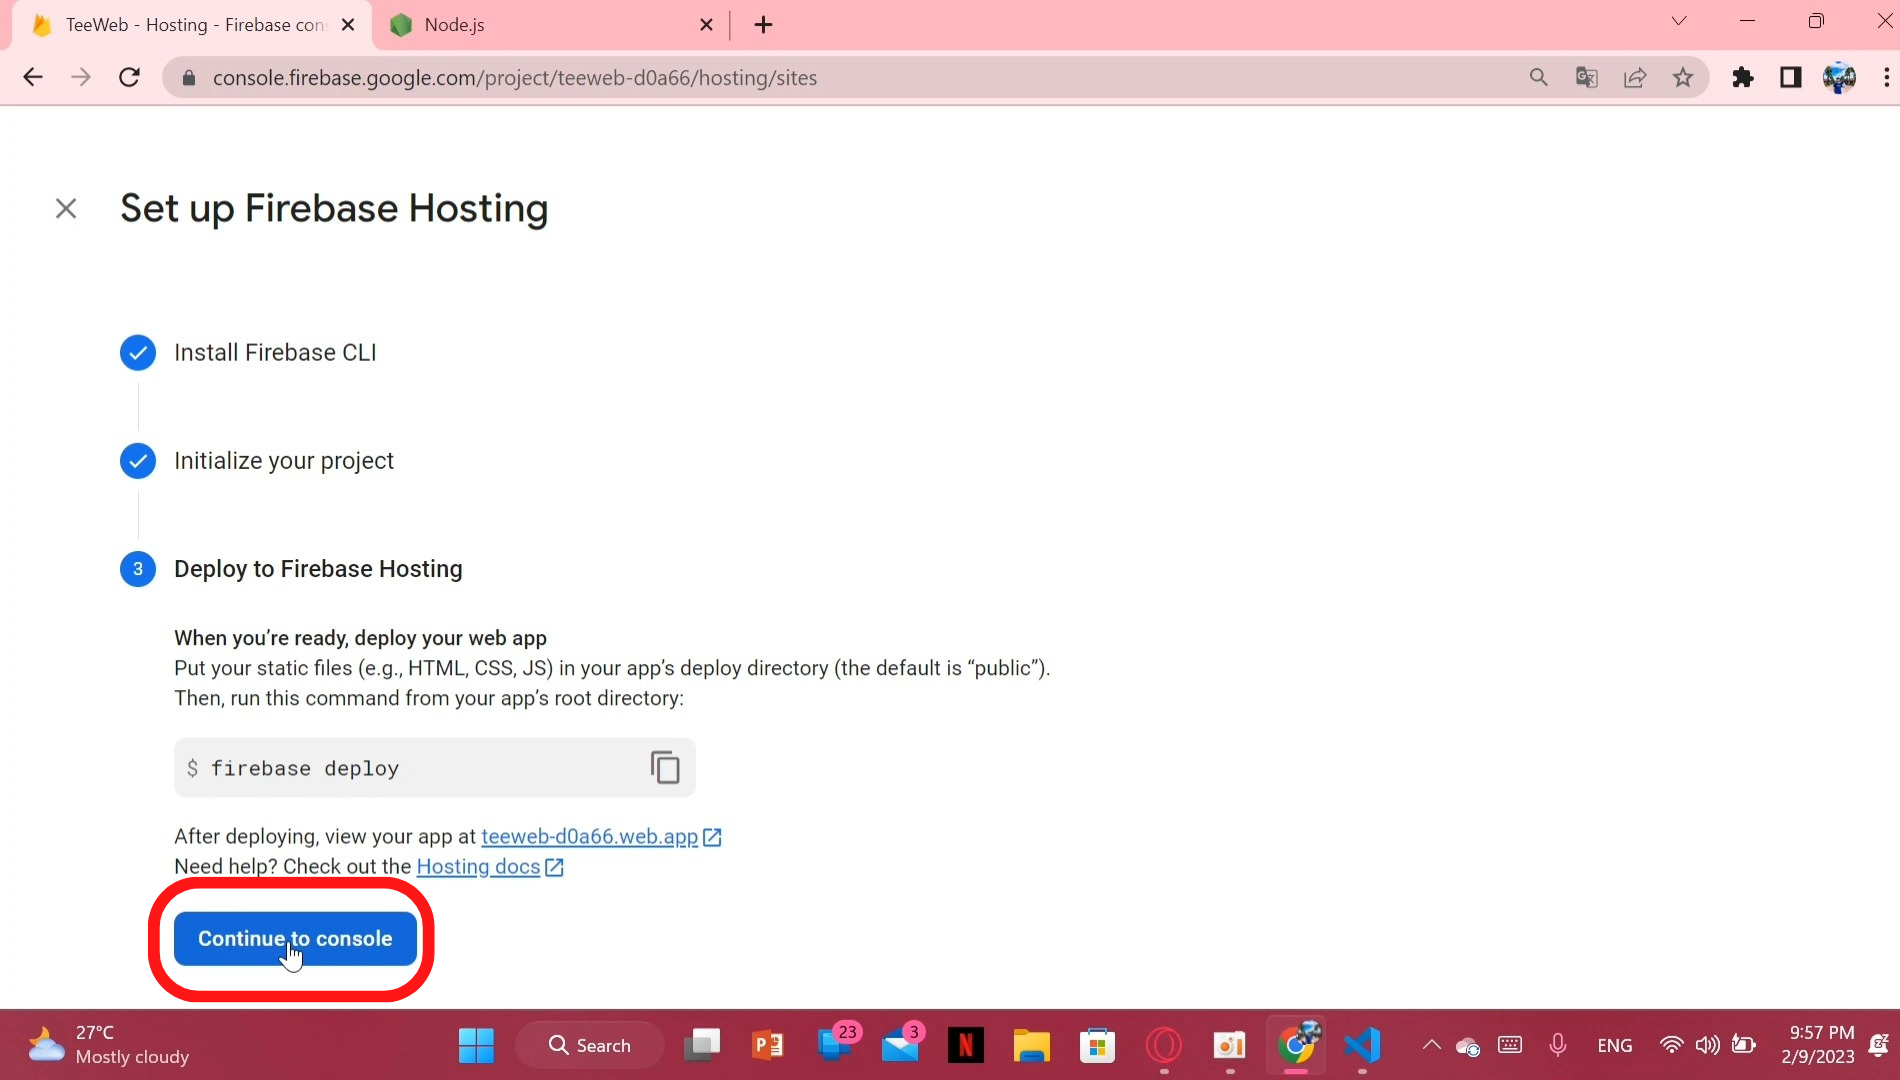 TeeWeb - Hosting - Firebase con
Node.js
console.firebase.google.com/project/teeweb-d0a66/hosting/sites
Set up Firebase Hosting
Install Firebase CLI
Initialize your project
3 Deploy to Firebase Hosting
When you’re ready, deploy your web app
Put your static files (e.g., HTML, CSS, JS) in your app’s deploy directory (the default is “public”).
Then, run this command from your app’s root directory:
$ firebase deploy
After deploying, view your app at teeweb-d0a66.web.app
Need help? Check out the Hosting docs
Continue to console
27°C
Mostly cloudy
Search
23
3
ENG
9:57 PM
2/9/2023